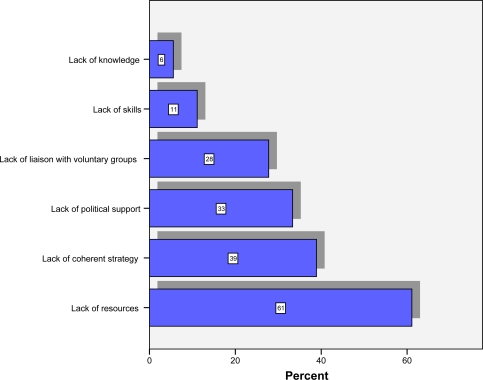 Lack of knowledge
6
Lack of skills
11
Lack of liaison with voluntary groups
28
Lack of political support
33
Lack of coherent strategy
39
Lack of resources
61
0 20 40 60
Percent